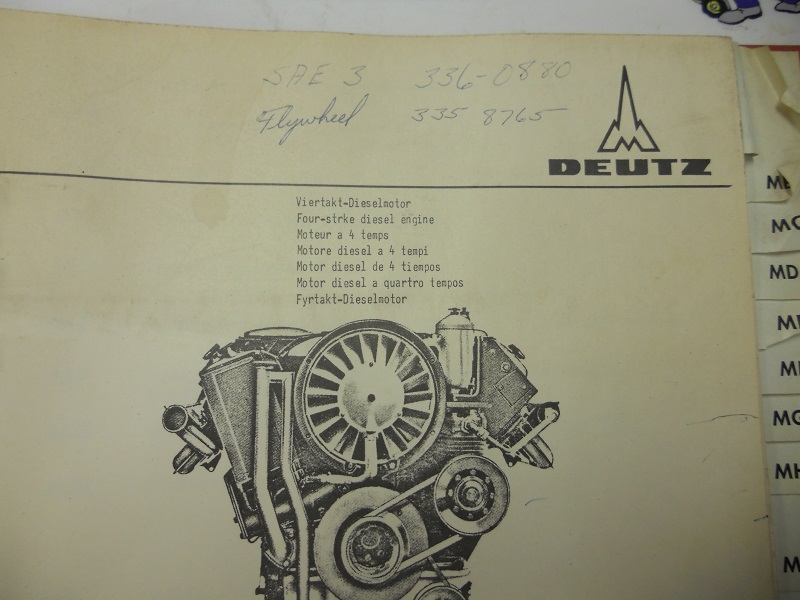 SAE 3 336-0880
Flywheel 335 8765
DEUTZ
Viertakt-Dieselmotor
Four-strke diesel engine
Moteur a 4 temps
Motore diesel a 4 tempi
Motor diesel de 4 tiempos
Motor diesel a quartro tempos
Fyrtakt-Dieselmotor
MD